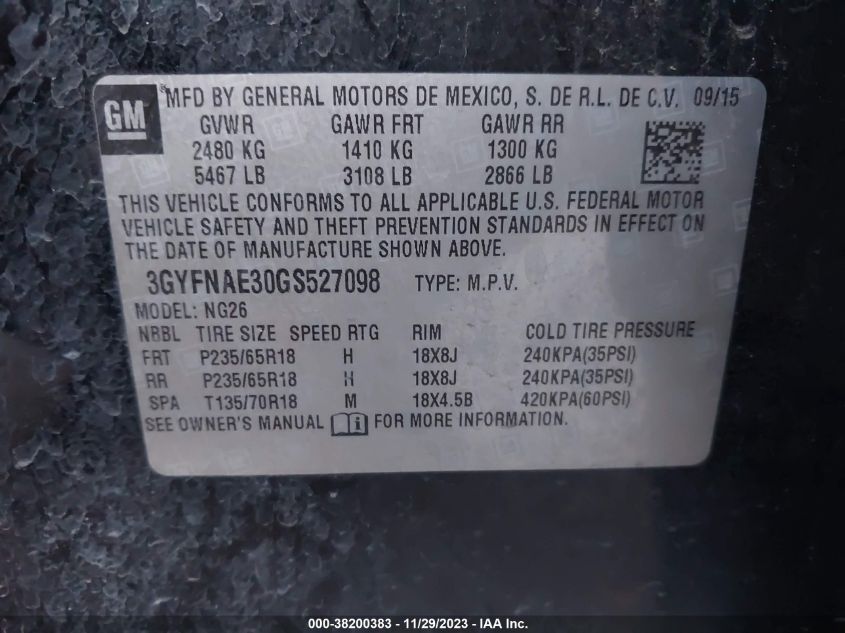 GM
® MFD BY GENERAL MOTORS DE MEXICO, S. DE R.L. DE C.V. 09/15
GVWR GAWR FRT GAWR RR
2480 KG 1410 KG 1300 KG
5467 LB 3108 LB 2866 LB
THIS VEHICLE CONFORMS TO ALL APPLICABLE U.S. FEDERAL MOTOR
VEHICLE SAFETY AND THEFT PREVENTION STANDARDS IN EFFECT ON
THE DATE OF MANUFACTURE SHOWN ABOVE.
3GYFNAE30GS527098 TYPE: M.P.V.
MODEL: NG26
NBBL TIRE SIZE SPEED RTG RIM COLD TIRE PRESSURE
FRT P235/65R18 H 18X8J 240KPA(35PSI)
RR P235/65R18 H 18X8J 240KPA(35PSI)
SPA T135/70R18 M 18X4.5B 420KPA(60PSI)
SEE OWNER'S MANUAL i FOR MORE INFORMATION.
000-38200383 - 11/29/2023 - IAA Inc.